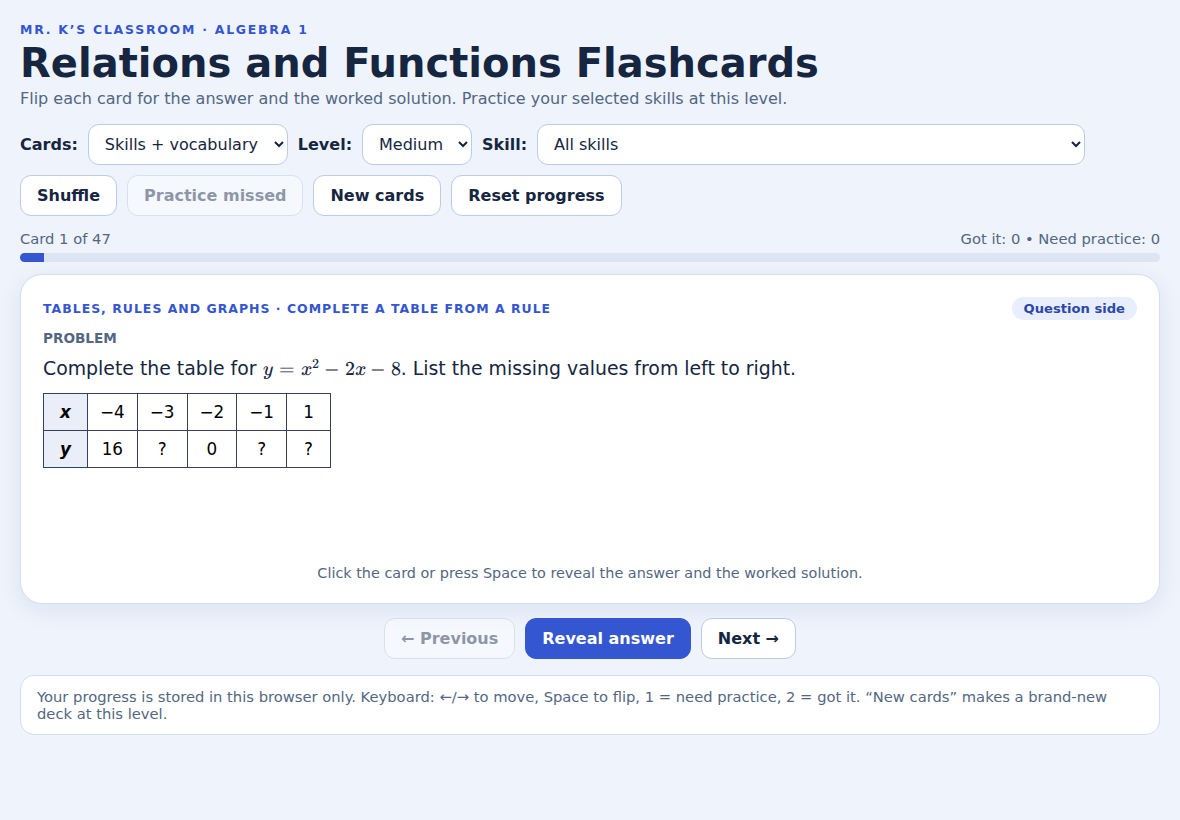 MR. K’S CLASSROOM · ALGEBRA 1
Relations and Functions Flashcards
Flip each card for the answer and the worked solution. Practice your selected skills at this level.
Cards: Skills + vocabulary Level: Medium Skill: All skills
Shuffle Practice missed New cards Reset progress
Card 1 of 47 Got it: 0 • Need practice: 0
TABLES, RULES AND GRAPHS · COMPLETE A TABLE FROM A RULE Question side
PROBLEM
Complete the table for y = x² − 2x − 8. List the missing values from left to right.
x −4 −3 −2 −1 1
y 16 ? 0 ? ?
Click the card or press Space to reveal the answer and the worked solution.
← Previous Reveal answer Next →
Your progress is stored in this browser only. Keyboard: ←/→ to move, Space to flip, 1 = need practice, 2 = got it. “New cards” makes a brand-new
deck at this level.